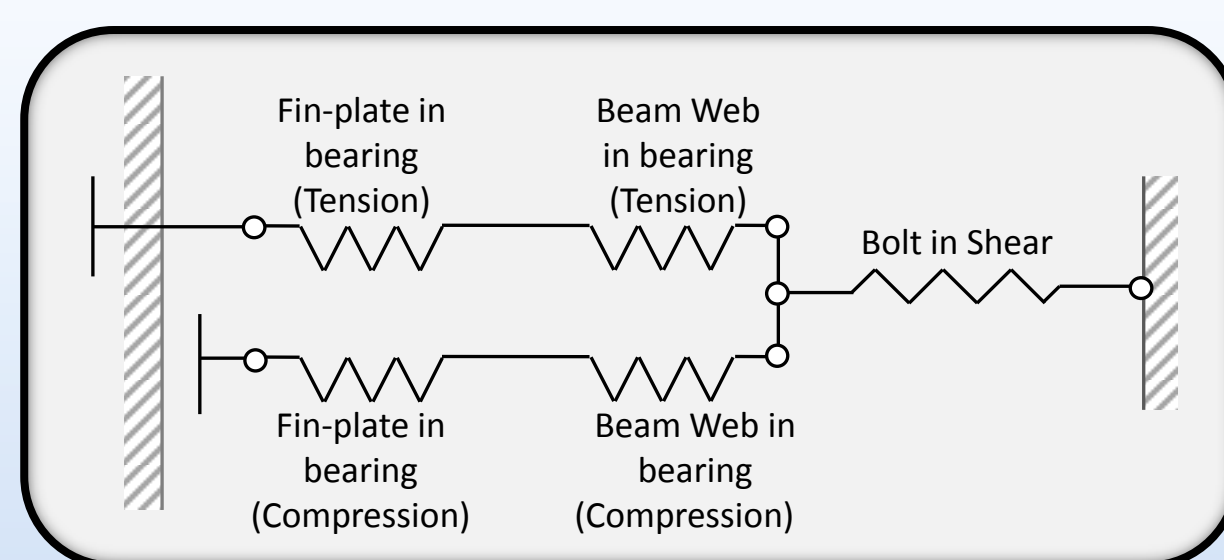 Fin-plate in
bearing
(Tension)
Beam Web
in bearing
(Tension)
Bolt in Shear
Fin-plate in
bearing
(Compression)
Beam Web in
bearing
(Compression)